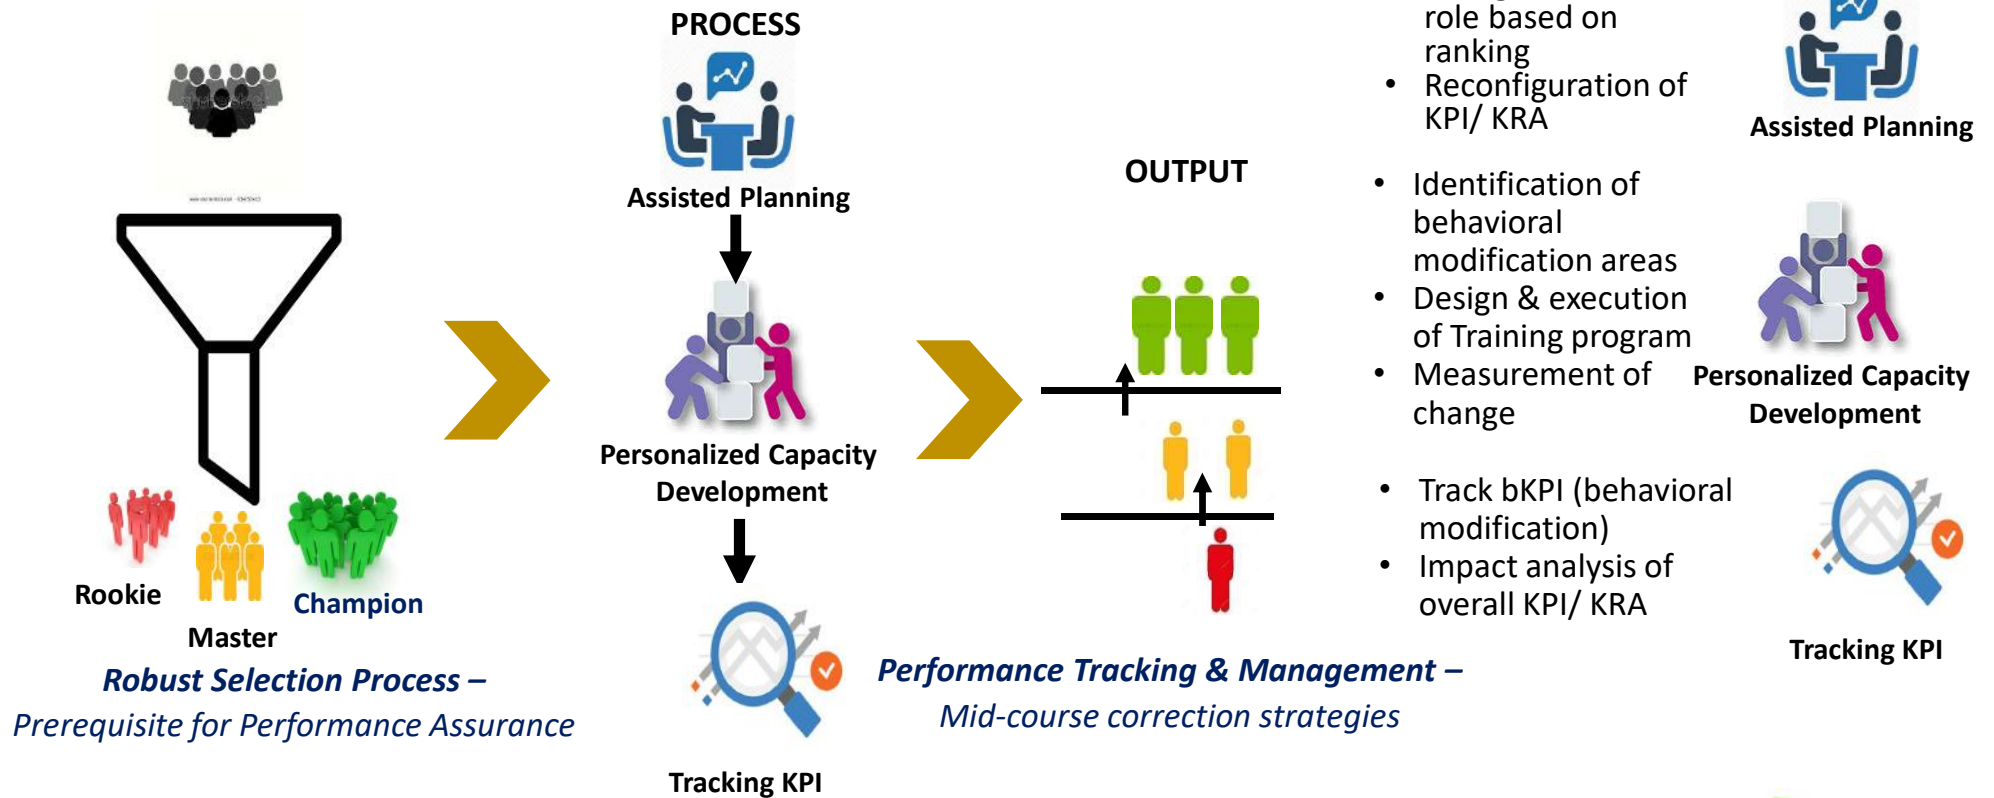 Rookie
Master
Champion
Robust Selection Process –
Prerequisite for Performance Assurance
PROCESS
Assisted Planning
Personalized Capacity
Development
Tracking KPI
OUTPUT
Performance Tracking & Management –
Mid-course correction strategies
role based on
ranking
• Reconfiguration of
KPI/ KRA
Assisted Planning
• Identification of
behavioral
modification areas
• Design & execution
of Training program
• Measurement of
change
Personalized Capacity
Development
• Track bKPI (behavioral
modification)
• Impact analysis of
overall KPI/ KRA
Tracking KPI